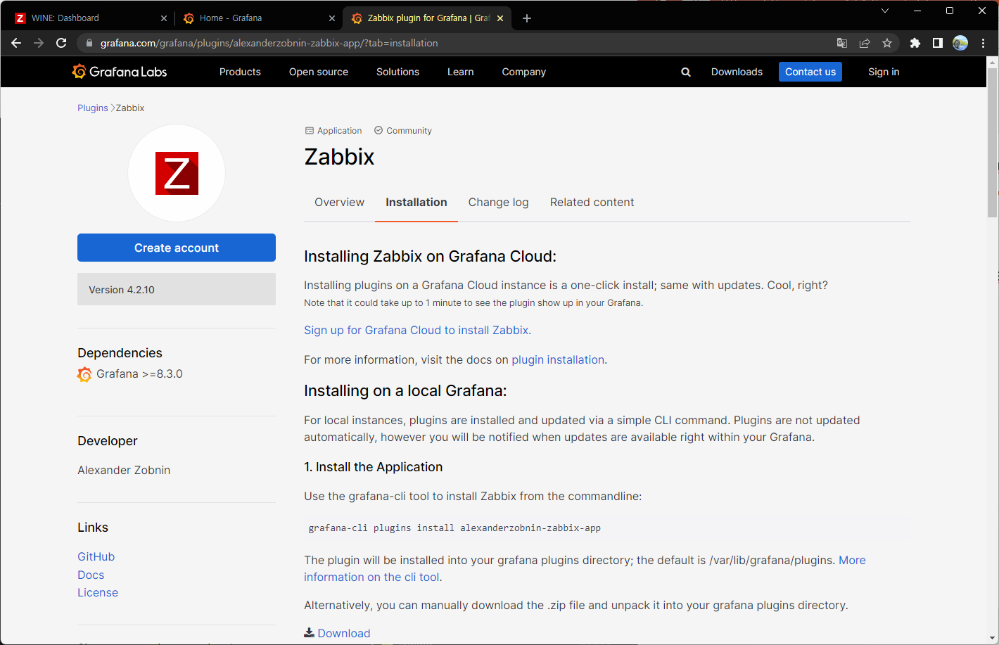 Z WINE: Dashboard
Home - Grafana
Zabbix plugin for Grafana | Graf
grafana.com/grafana/plugins/alexanderzobnin-zabbix-app/?tab=installation
Grafana Labs
Products
Open source
Solutions
Learn
Company
Downloads
Contact us
Sign in
Plugins
Zabbix
Z
Create account
Version 4.2.10
Dependencies
Grafana >=8.3.0
Developer
Alexander Zobnin
Links
GitHub
Docs
License
Application
Community
Zabbix
Overview
Installation
Change log
Related content
Installing Zabbix on Grafana Cloud:
Installing plugins on a Grafana Cloud instance is a one-click install; same with updates. Cool, right?
Note that it could take up to 1 minute to see the plugin show up in your Grafana.
Sign up for Grafana Cloud to install Zabbix.
For more information, visit the docs on plugin installation.
Installing on a local Grafana:
For local instances, plugins are installed and updated via a simple CLI command. Plugins are not updated
automatically, however you will be notified when updates are available right within your Grafana.
1. Install the Application
Use the grafana-cli tool to install Zabbix from the commandline:
grafana-cli plugins install alexanderzobnin-zabbix-app
The plugin will be installed into your grafana plugins directory; the default is /var/lib/grafana/plugins. More
information on the cli tool.
Alternatively, you can manually download the .zip file and unpack it into your grafana plugins directory.
Download